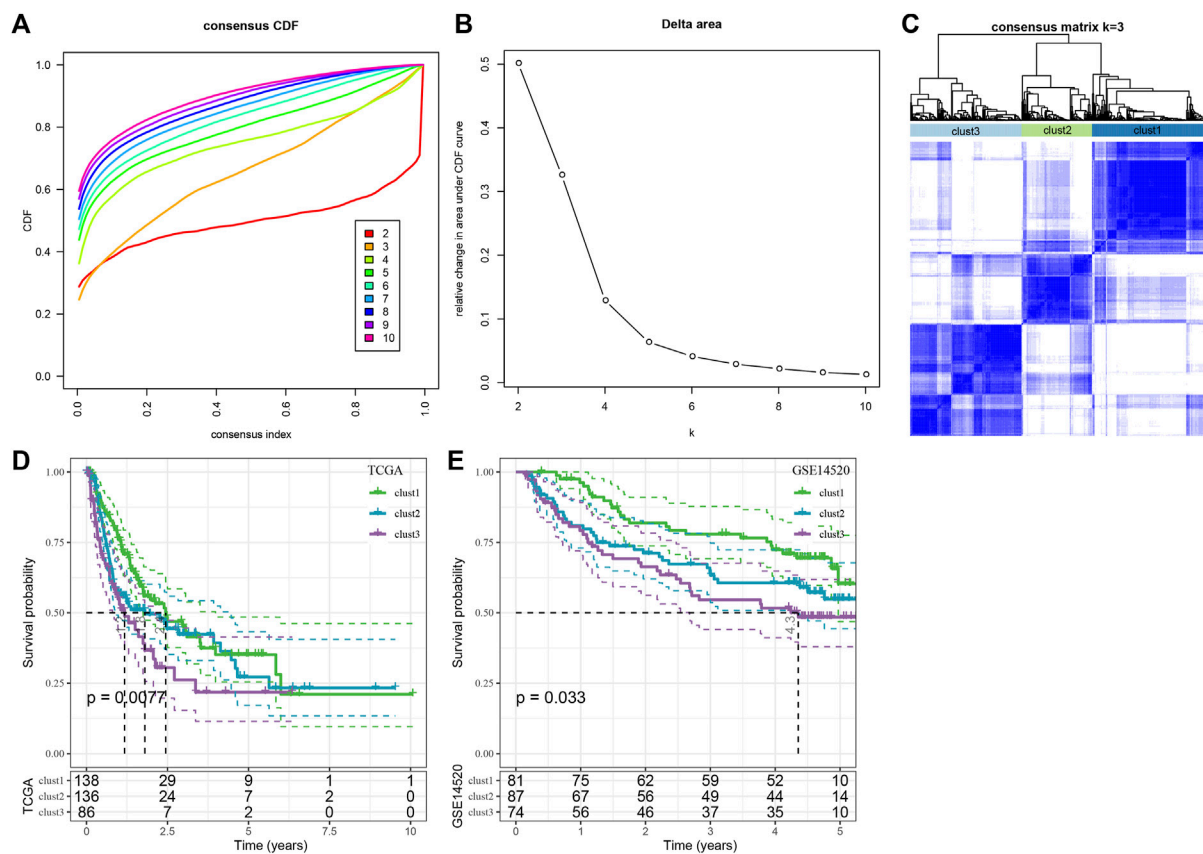 A
consensus CDF
CDF
1.0
0.8
0.6
0.4
0.2
0.0
2
3
4
5
6
7
8
9
10
0.0
0.2
0.4
0.6
0.8
1.0
consensus index
B
Delta area
relative change in area under CDF curve
0.5
0.4
0.3
0.2
0.1
0.0
2
4
6
8
10
k
C
consensus matrix k=3
clust3
clust2
clust1
D
TCGA
clust1
clust2
clust3
Survival probability
1.00
0.75
0.50
0.25
0.00
p = 0.0077
TCGA
clust1 138 29 9 1 1
clust2 136 24 7 2 0
clust3 86 7 2 0 0
0 2.5 5 7.5 10
Time (years)
E
GSE14520
clust1
clust2
clust3
Survival probability
1.00
0.75
0.50
0.25
0.00
4.3
p = 0.033
GSE14520
clust1 81 75 62 59 52 10
clust2 87 67 56 49 44 14
clust3 74 56 46 37 35 10
0 1 2 3 4 5
Time (years)